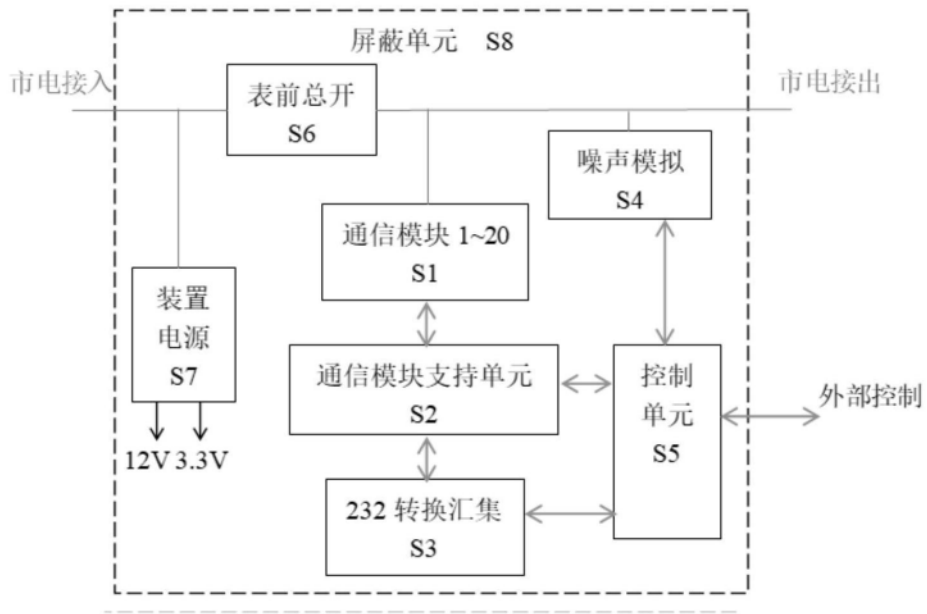 屏蔽单元 S8
市电接入
市电接出
表前总开
S6
噪声模拟
S4
通信模块 1~20
S1
装置
电源
S7
通信模块支持单元
S2
控制
单元
S5
外部控制
12V 3.3V
232 转换汇集
S3